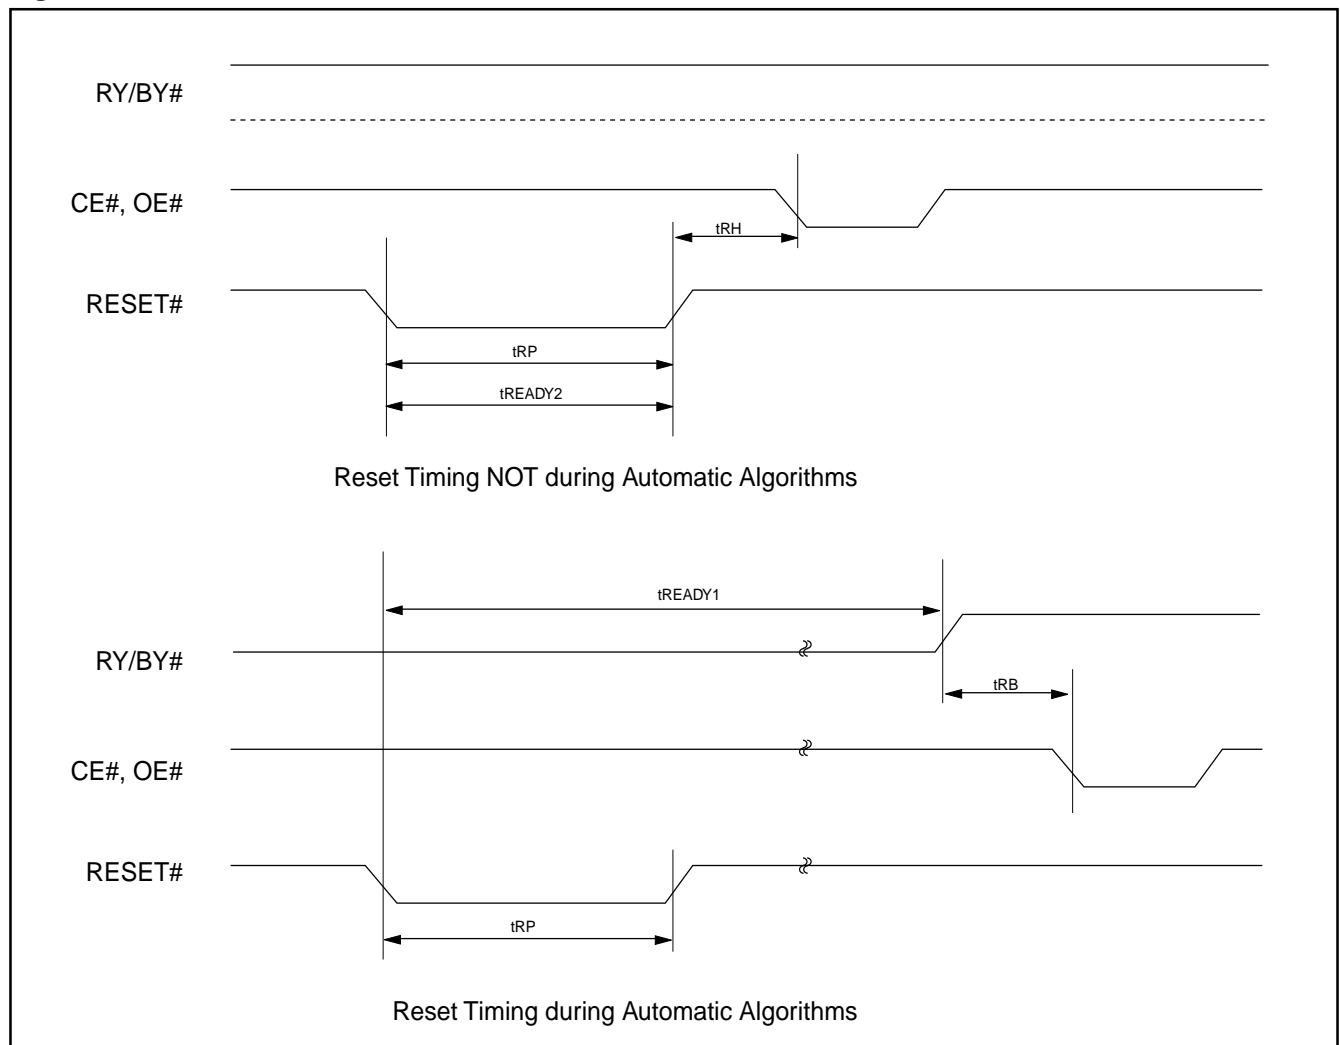 RY/BY#
CE#, OE#
tRH
RESET#
tRP
tREADY2
Reset Timing NOT during Automatic Algorithms
tREADY1
RY/BY#
tRB
CE#, OE#
RESET#
tRP
Reset Timing during Automatic Algorithms